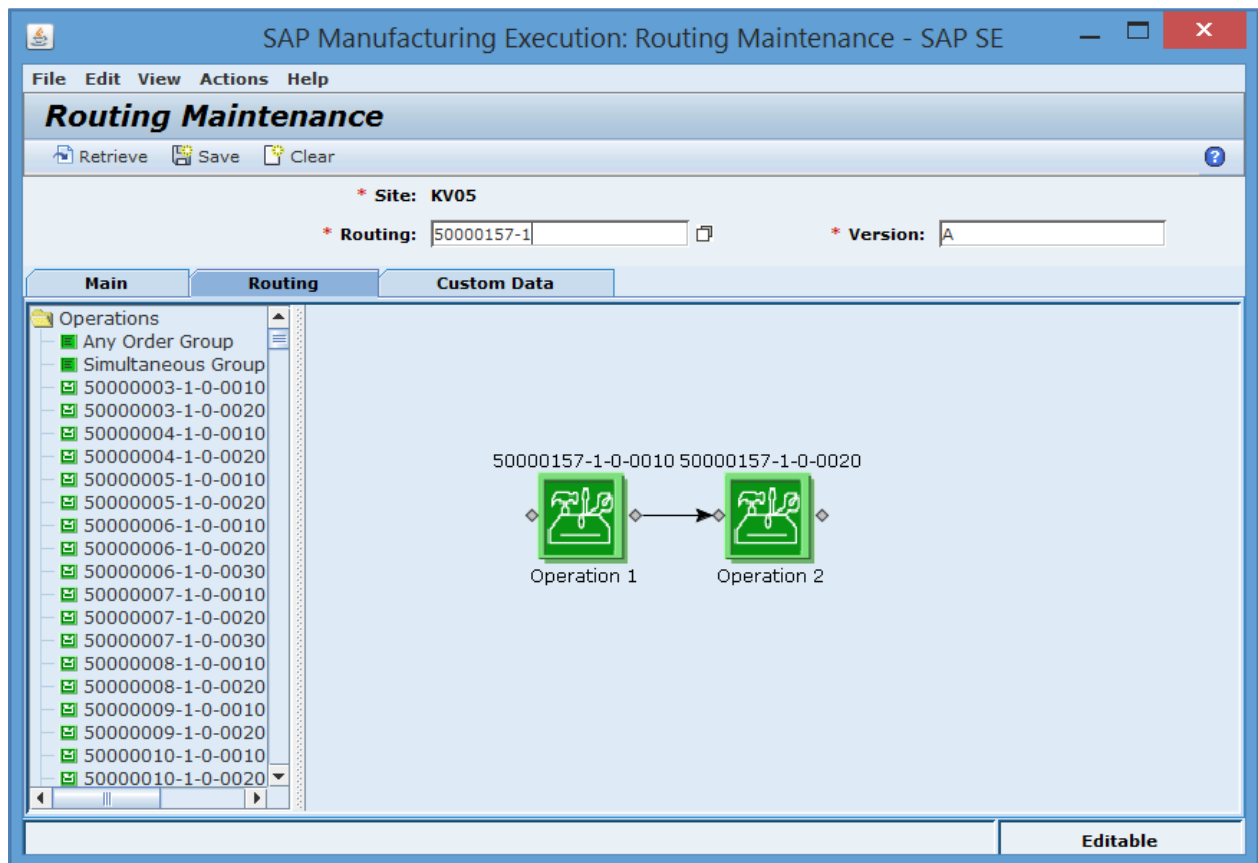 SAP Manufacturing Execution: Routing Maintenance - SAP SE
File Edit View Actions Help
Routing Maintenance
Retrieve Save Clear
* Site: KV05
* Routing: 50000157-1 * Version: A
Main Routing Custom Data
Operations
Any Order Group
Simultaneous Group
50000003-1-0-0010
50000003-1-0-0020
50000004-1-0-0010
50000004-1-0-0020
50000005-1-0-0010
50000005-1-0-0020
50000006-1-0-0010
50000006-1-0-0020
50000006-1-0-0030
50000007-1-0-0010
50000007-1-0-0020
50000007-1-0-0030
50000008-1-0-0010
50000008-1-0-0020
50000009-1-0-0010
50000009-1-0-0020
50000010-1-0-0010
50000010-1-0-0020
50000157-1-0-0010 50000157-1-0-0020
Operation 1 Operation 2
Editable